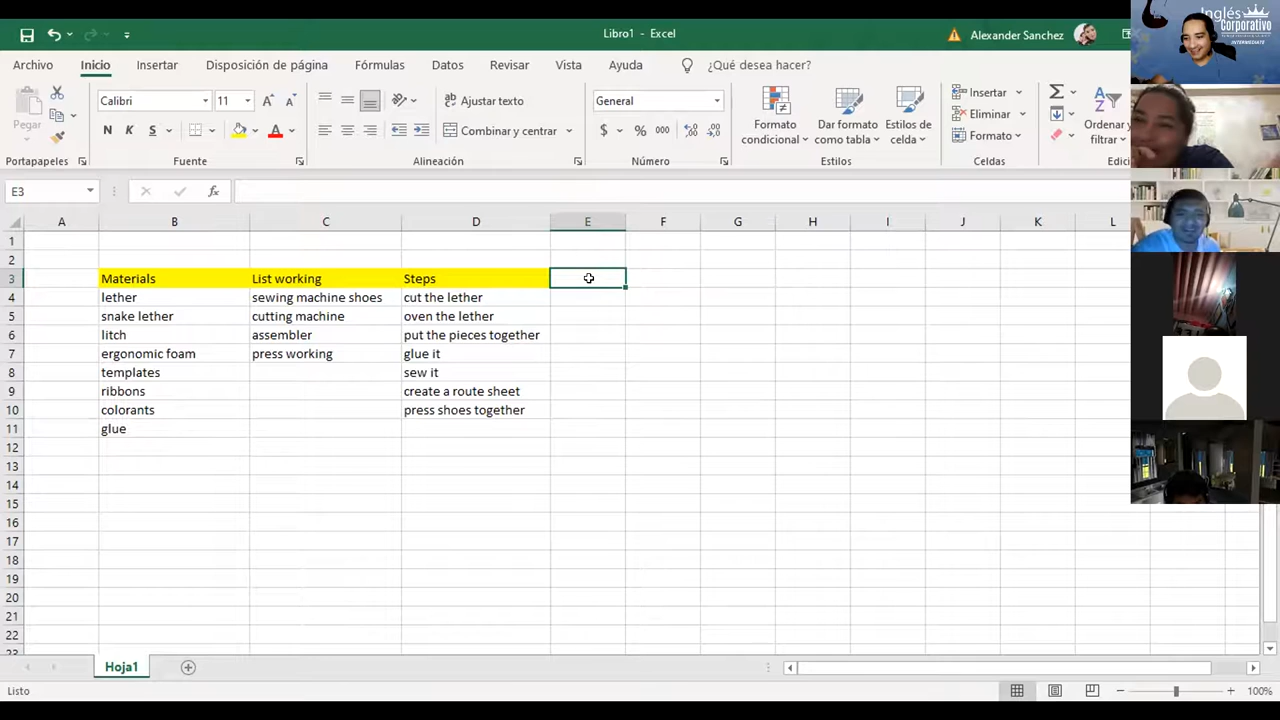 Libro1 - Excel
Alexander Sanchez
Inglés
Corporativo
INTERMEDIATE
Archivo Inicio Insertar Disposición de página Fórmulas Datos Revisar Vista Ayuda ¿Qué desea hacer?
Pegar
Calibri 11
N K S
Ajustar texto
Combinar y centrar
General
$ % 000
Formato condicional
Dar formato como tabla
Estilos de celda
Insertar
Eliminar
Formato
Ordenar y
filtrar
Portapapeles Fuente Alineación Número Estilos Celdas Edici
E3
fx
A B C D E F G H I J K L
1
2
3 Materials List working Steps
4 lether sewing machine shoes cut the lether
5 snake lether cutting machine oven the lether
6 litch assembler put the pieces together
7 ergonomic foam press working glue it
8 templates sew it
9 ribbons create a route sheet
10 colorants press shoes together
11 glue
12
13
14
15
16
17
18
19
20
21
22
23
Hoja1
Listo
100%